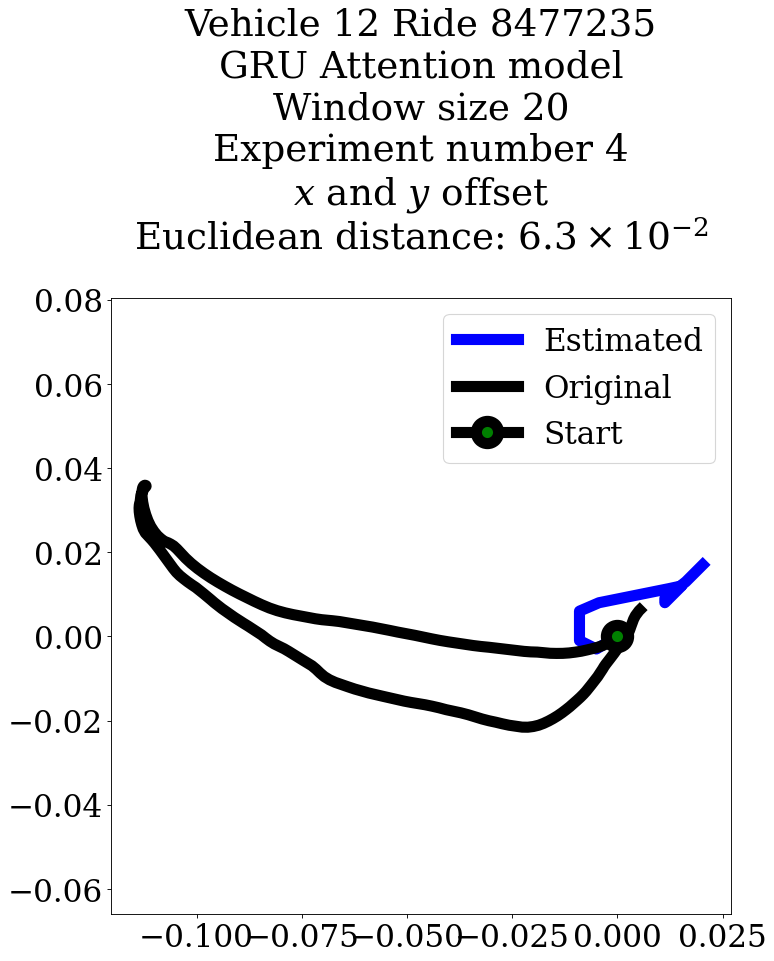 Vehicle 12 Ride 8477235
GRU Attention model
Window size 20
Experiment number 4
x and y offset
Euclidean distance: 6.3 × 10⁻²
Estimated
Original
Start
0.08
0.06
0.04
0.02
0.00
−0.02
−0.04
−0.06
−0.100 −0.075 −0.050 −0.025 0.000 0.025